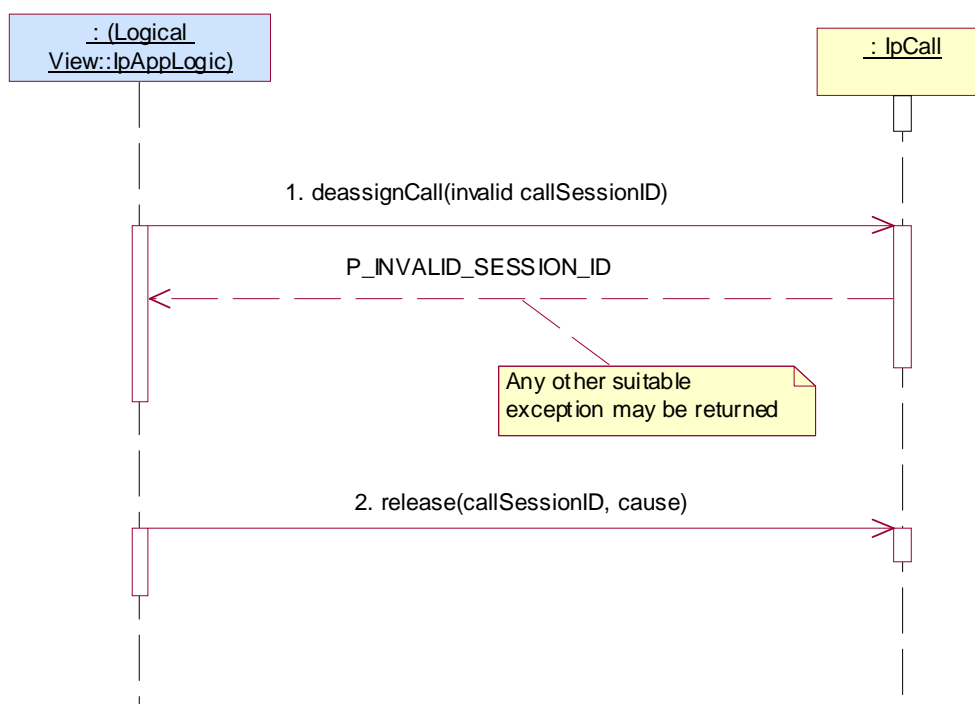 : (Logical
View::IpAppLogic)
: IpCall
1. deassignCall(invalid callSessionID)
P_INVALID_SESSION_ID
Any other suitable
exception may be returned
2. release(callSessionID, cause)